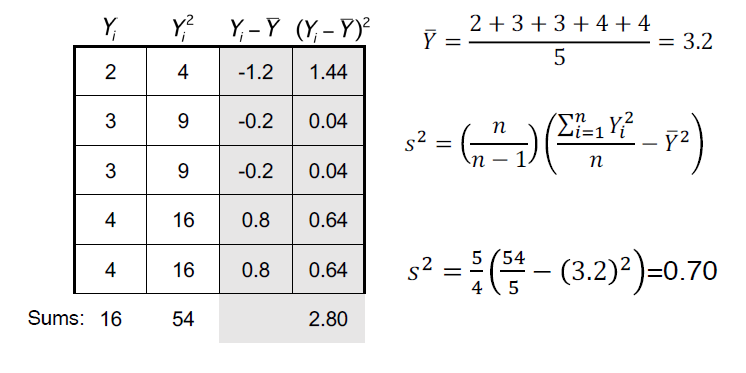 Yᵢ Yᵢ² Yᵢ – Ȳ (Yᵢ – Ȳ)²
2 4 -1.2 1.44
3 9 -0.2 0.04
3 9 -0.2 0.04
4 16 0.8 0.64
4 16 0.8 0.64
Sums: 16 54 2.80
Ȳ = (2 + 3 + 3 + 4 + 4)/5 = 3.2
s² = (n/(n − 1)) ((∑ⁿᵢ₌₁ Yᵢ²)/n − Ȳ²)
s² = 5/4 (54/5 − (3.2)²)=0.70